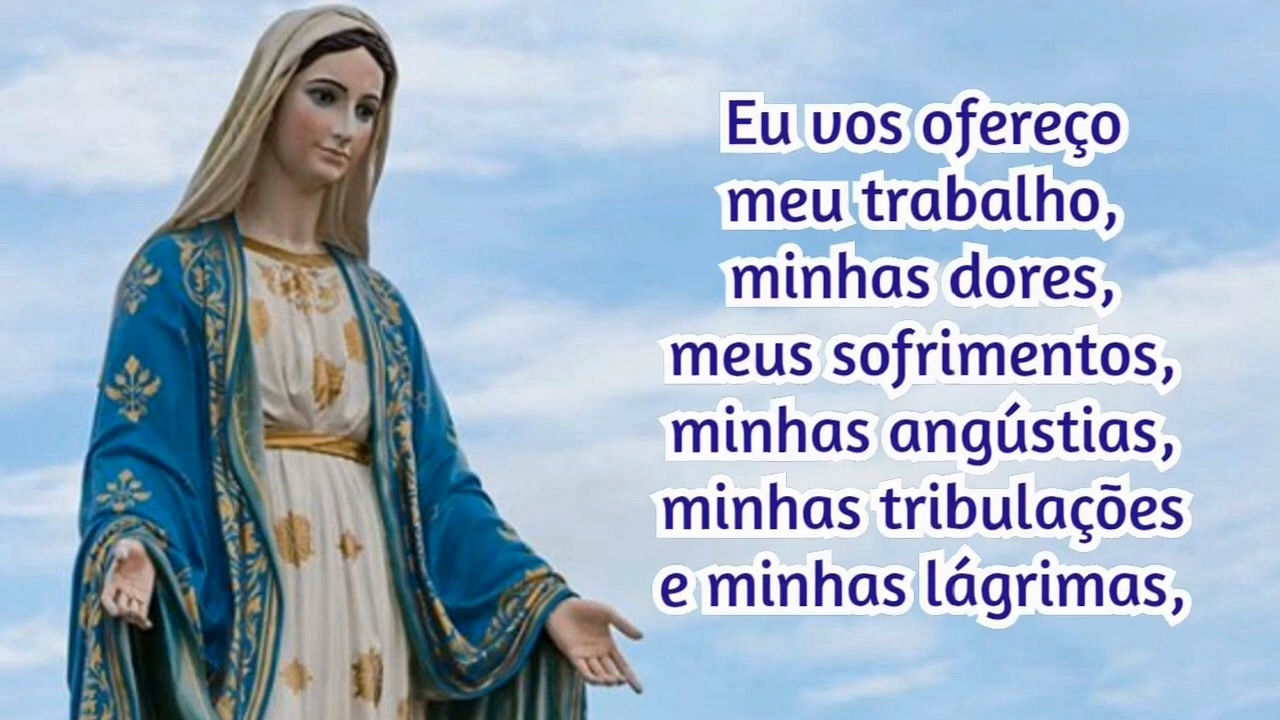 Eu vos ofereço
meu trabalho,
minhas dores,
meus sofrimentos,
minhas angústias,
minhas tribulações
e minhas lágrimas,